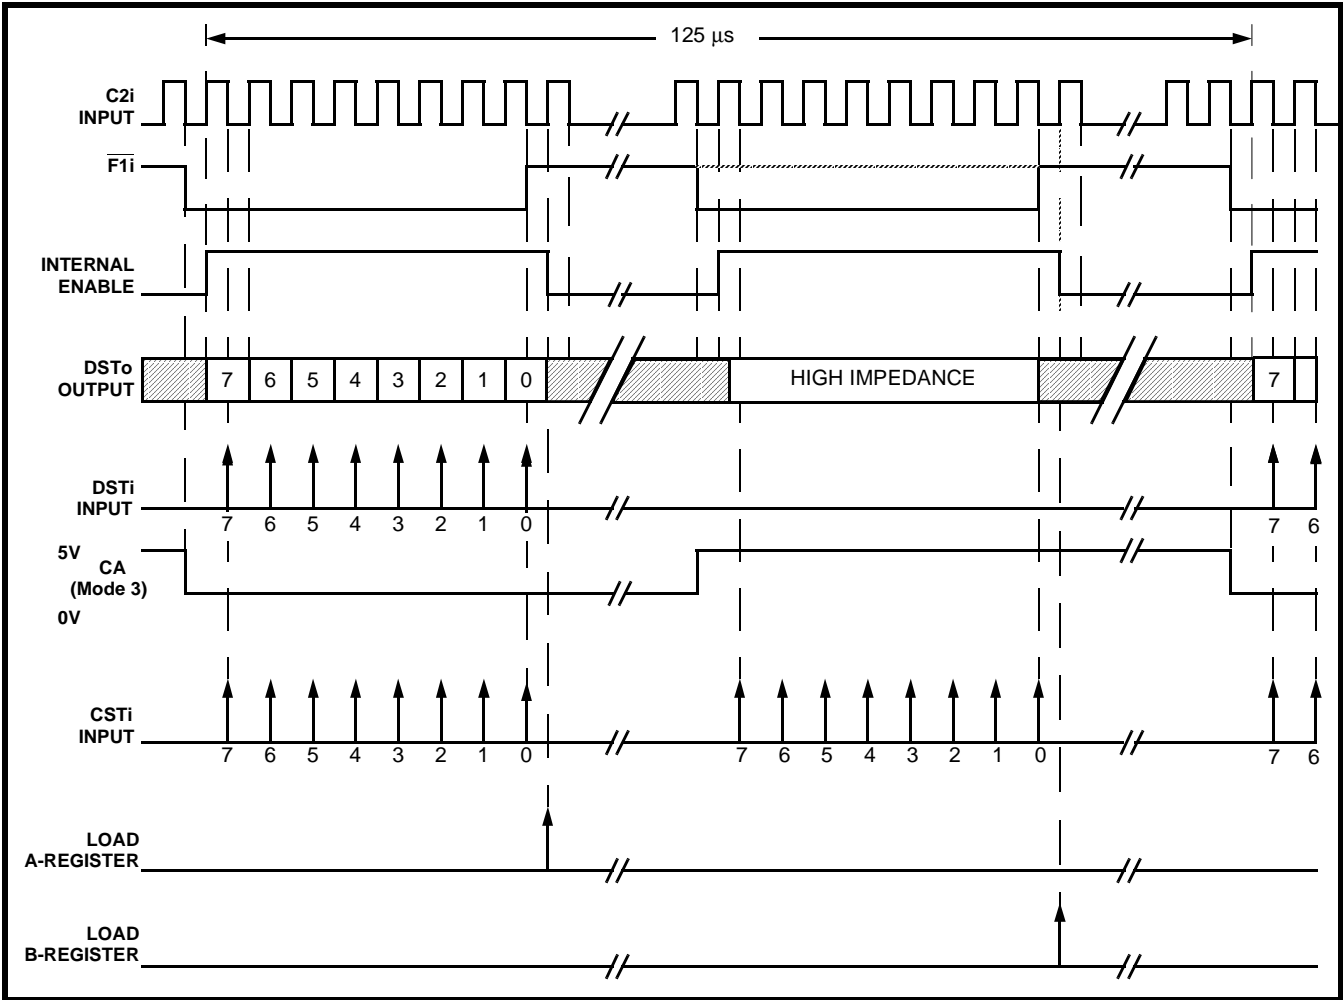 125 μs
C2i
INPUT
F1i
INTERNAL
ENABLE
DSTo
OUTPUT
7 6 5 4 3 2 1 0
HIGH IMPEDANCE
7
DSTi
INPUT
7 6 5 4 3 2 1 0
7 6
5V
CA
(Mode 3)
0V
CSTi
INPUT
7 6 5 4 3 2 1 0
7 6 5 4 3 2 1 0
7 6
LOAD
A-REGISTER
LOAD
B-REGISTER